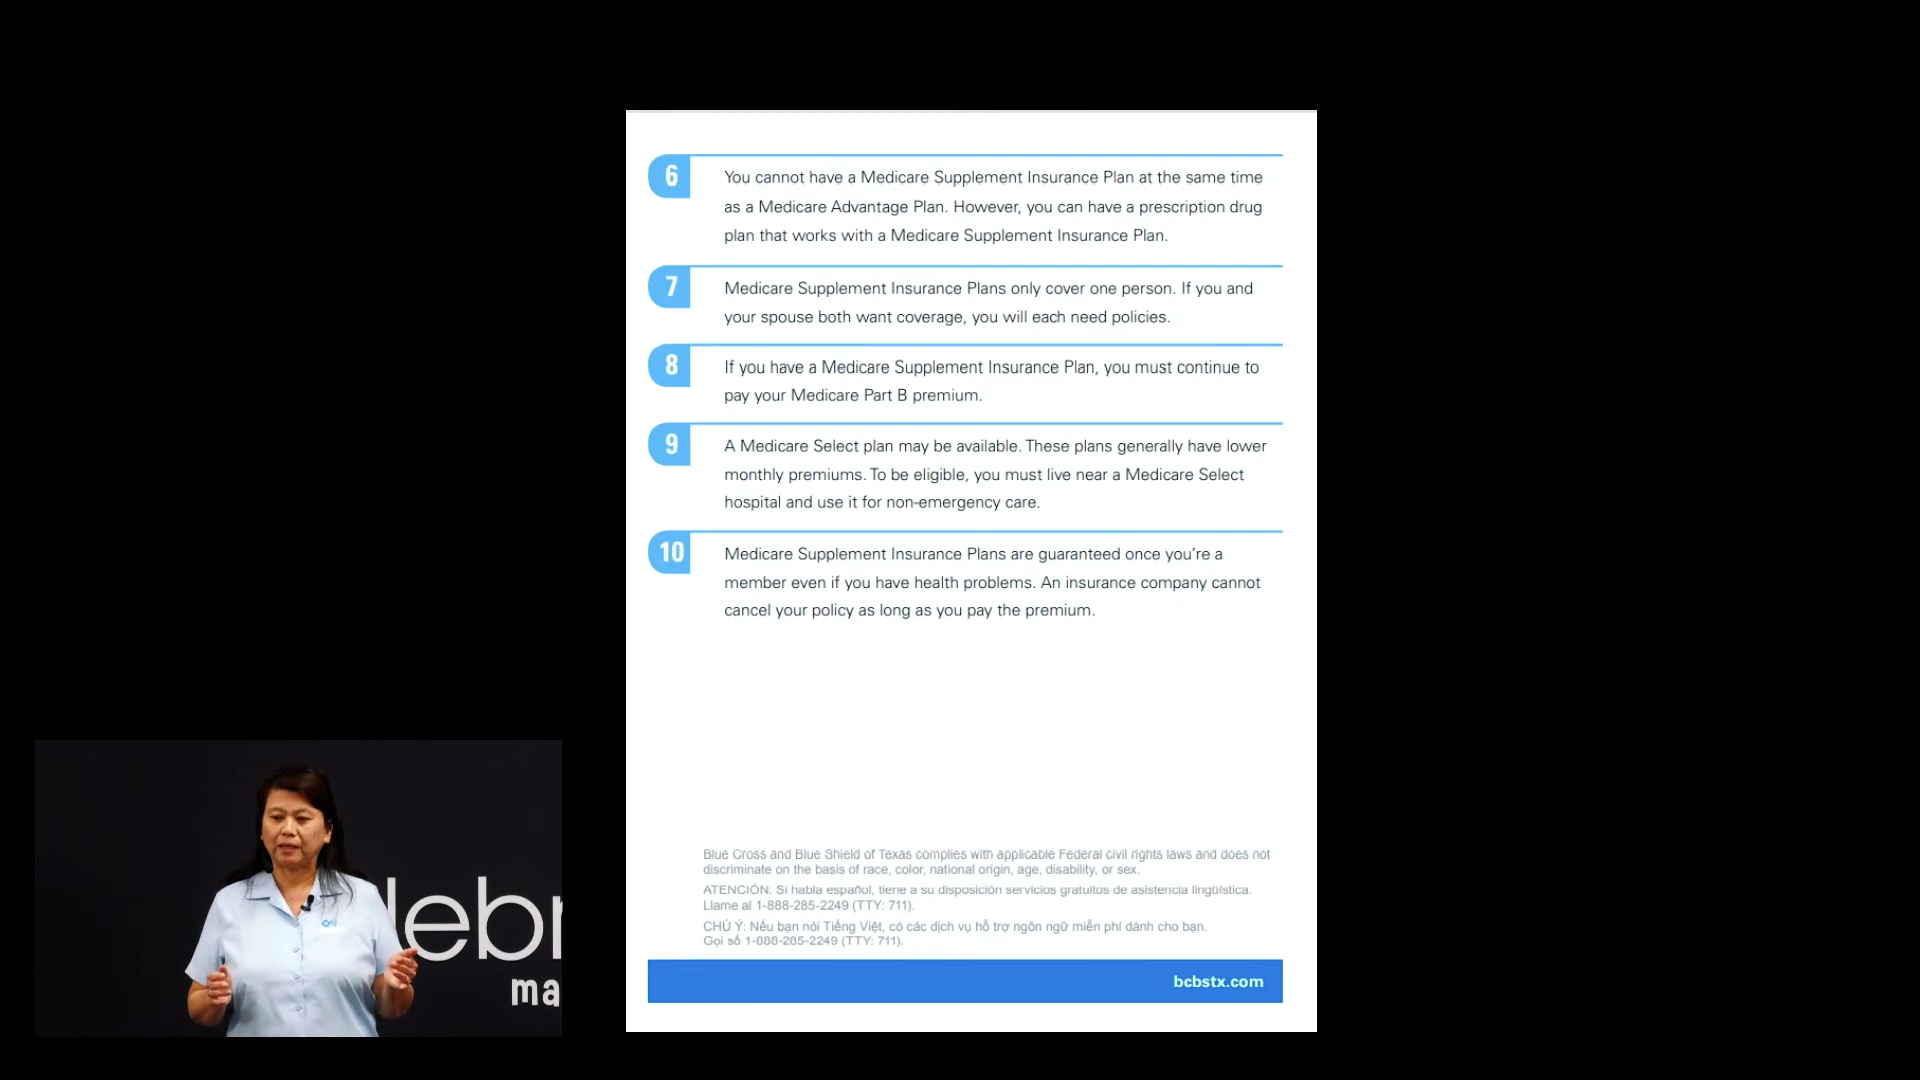 6
You cannot have a Medicare Supplement Insurance Plan at the same time
as a Medicare Advantage Plan. However, you can have a prescription drug
plan that works with a Medicare Supplement Insurance Plan.
7
Medicare Supplement Insurance Plans only cover one person. If you and
your spouse both want coverage, you will each need policies.
8
If you have a Medicare Supplement Insurance Plan, you must continue to
pay your Medicare Part B premium.
9
A Medicare Select plan may be available. These plans generally have lower
monthly premiums. To be eligible, you must live near a Medicare Select
hospital and use it for non-emergency care.
10
Medicare Supplement Insurance Plans are guaranteed once you're a
member even if you have health problems. An insurance company cannot
cancel your policy as long as you pay the premium.
Blue Cross and Blue Shield of Texas complies with applicable Federal civil rights laws and does not
discriminate on the basis of race, color, national origin, age, disability, or sex.
ATENCIÓN: Si habla español, tiene a su disposición servicios gratuitos de asistencia lingüística.
Llame al 1-888-285-2249 (TTY: 711).
CHÚ Ý: Nếu bạn nói Tiếng Việt, có các dịch vụ hỗ trợ ngôn ngữ miễn phí dành cho bạn.
Gọi số 1-888-285-2249 (TTY: 711).
bcbstx.com
lebr
ma